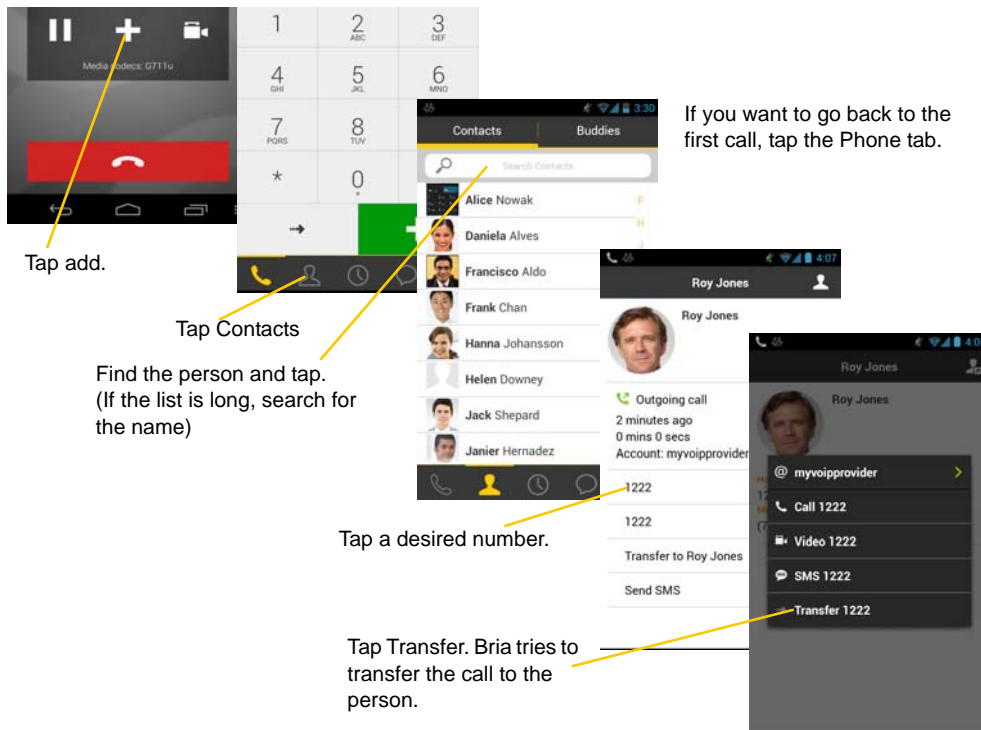 Media codecs: G711u
Tap add.
1
2
ABC
3
DEF
4
GHI
5
JKL
6
MNO
7
PQRS
8
TUV
*
0
+
Tap Contacts
3:30
Contacts
Buddies
Search Contacts
Alice Nowak
F
H
J
Daniela Alves
Francisco Aldo
Frank Chan
Hanna Johansson
Helen Downey
Jack Shepard
Janier Hernadez
Find the person and tap.
(If the list is long, search for
the name)
If you want to go back to the
first call, tap the Phone tab.
4:07
Roy Jones
Roy Jones
Outgoing call
2 minutes ago
0 mins 0 secs
Account: myvoipprovider
1222
1222
Transfer to Roy Jones
Send SMS
Tap a desired number.
Roy Jones
Roy Jones
@ myvoipprovider
Call 1222
Video 1222
SMS 1222
Transfer 1222
Tap Transfer. Bria tries to
transfer the call to the
person.